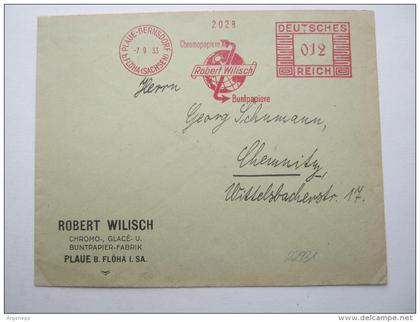 2028
PLAUE-BERNSDORF
-7.9.33
B. FLÖHA (SACHSEN)
Chromopapiere
Robert Wilisch
Buntpapiere
DEUTSCHES
012
REICH
Herrn
Georg Schumann,
Chemnitz,
Wittelsbacherstr. 17.
ROBERT WILISCH
CHROMO-, GLACÉ- U.
BUNTPAPIER-FABRIK
PLAUE B. FLÖHA I. SA.